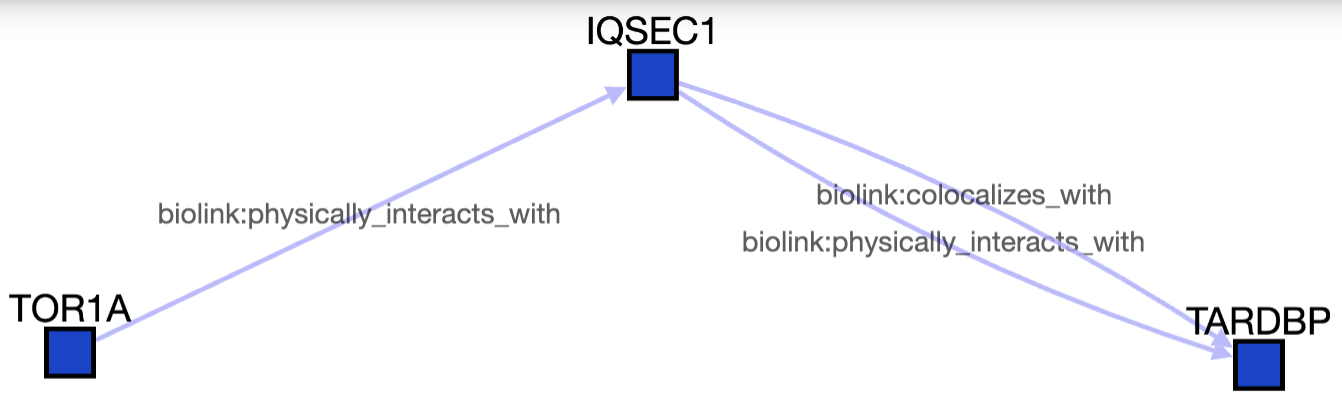 IQSEC1
biolink:colocalizes_with
biolink:physically_interacts_with
biolink:physically_interacts_with
TOR1A
TARDBP